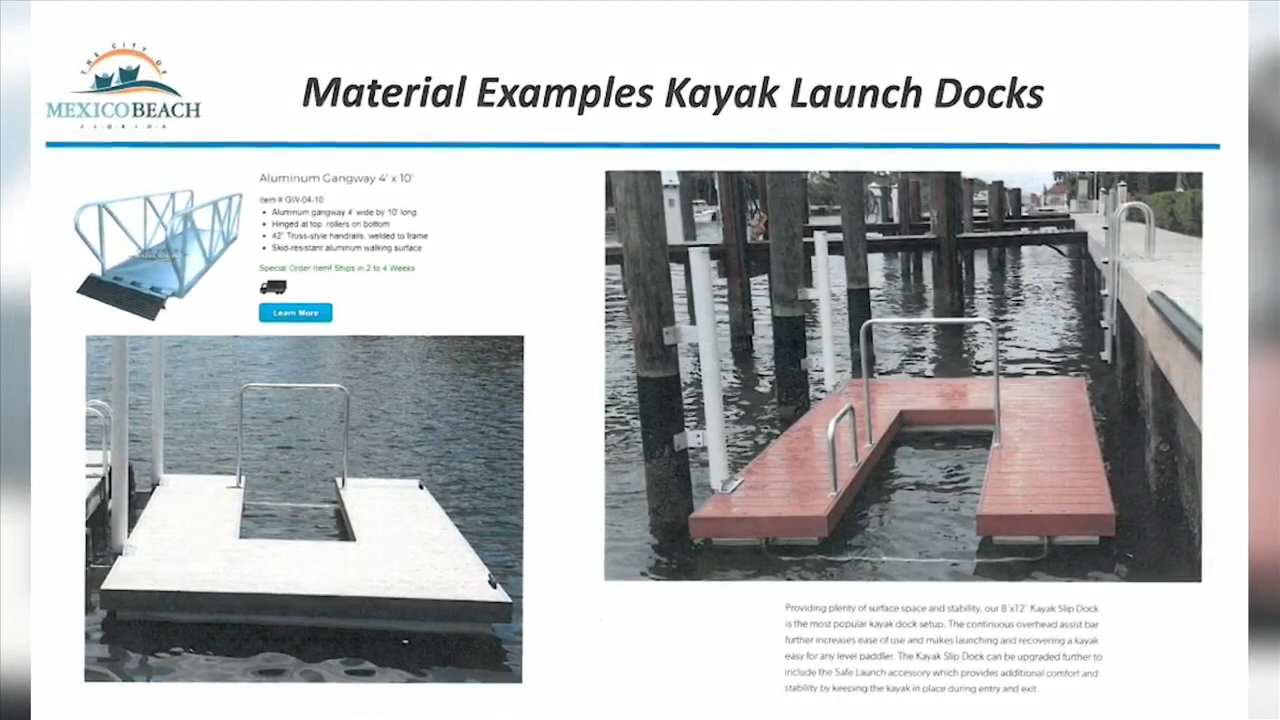 THE CITY OF
MEXICO BEACH
FLORIDA
Material Examples Kayak Launch Docks
Aluminum Gangway 4' x 10'
Item # GW-04-10
• Aluminum gangway 4' wide by 10' long
• Hinged at top, rollers on bottom
• 42" Truss-style handrails, welded to frame
• Skid-resistant aluminum walking surface
Special Order Item! Ships in 2 to 4 Weeks
Learn More
Providing plenty of surface space and stability, our 8'x12' Kayak Slip Dock
is the most popular kayak dock setup. The continuous overhead assist bar
further increases ease of use and makes launching and recovering a kayak
easy for any level paddler. The Kayak Slip Dock can be upgraded further to
include the Safe Launch accessory which provides additional comfort and
stability by keeping the kayak in place during entry and exit.